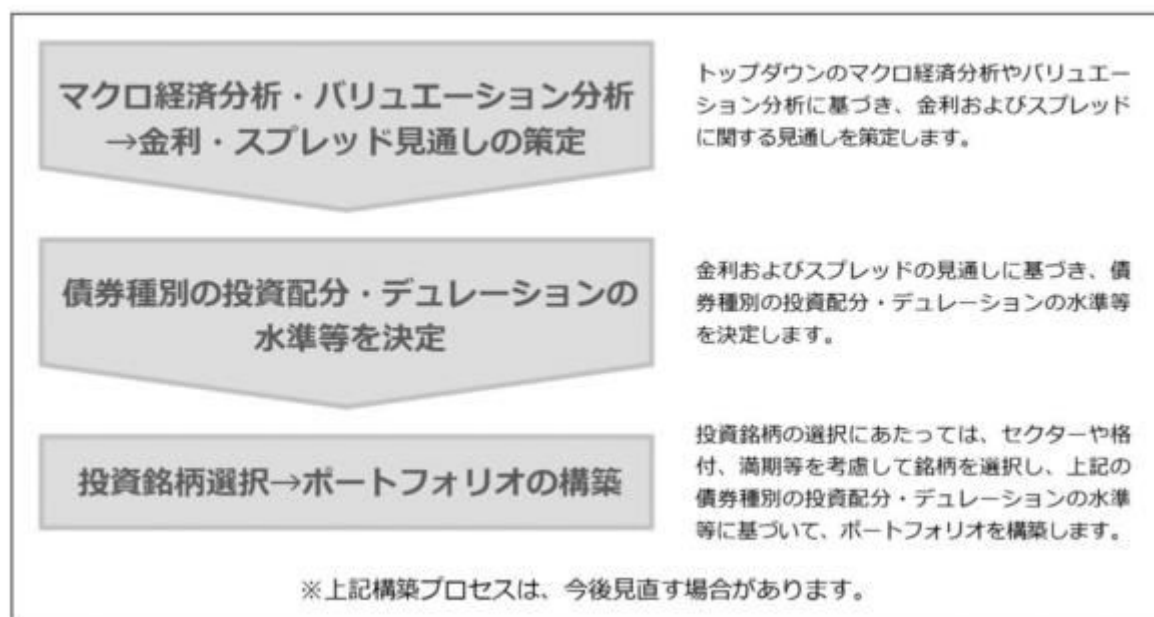 マクロ経済分析・バリュエーション分析
→金利・スプレッド見通しの策定
トップダウンのマクロ経済分析やバリュエー
ション分析に基づき、金利およびスプレッド
に関する見通しを策定します。
債券種別の投資配分・デュレーションの
水準等を決定
金利およびスプレッドの見通しに基づき、債
券種別の投資配分・デュレーションの水準等
を決定します。
投資銘柄選択→ポートフォリオの構築
投資銘柄の選択にあたっては、セクターや格
付、満期等を考慮して銘柄を選択し、上記の
債券種別の投資配分・デュレーションの水準
等に基づいて、ポートフォリオを構築します。
※上記構築プロセスは、今後見直す場合があります。